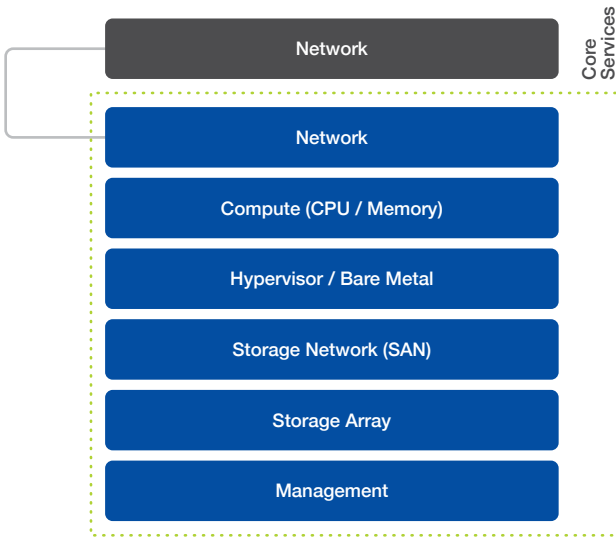 Network
Core
Services
Network
Compute (CPU / Memory)
Hypervisor / Bare Metal
Storage Network (SAN)
Storage Array
Management